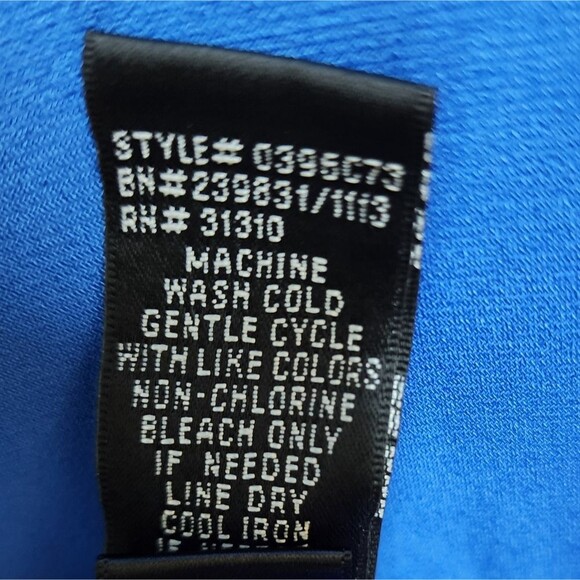 STYLE# 0395C73
BN#239831/1113
RN# 31310
MACHINE
WASH COLD
GENTLE CYCLE
WITH LIKE COLORS
NON-CHLORINE
BLEACH ONLY
IF NEEDED
LINE DRY
COOL IRON